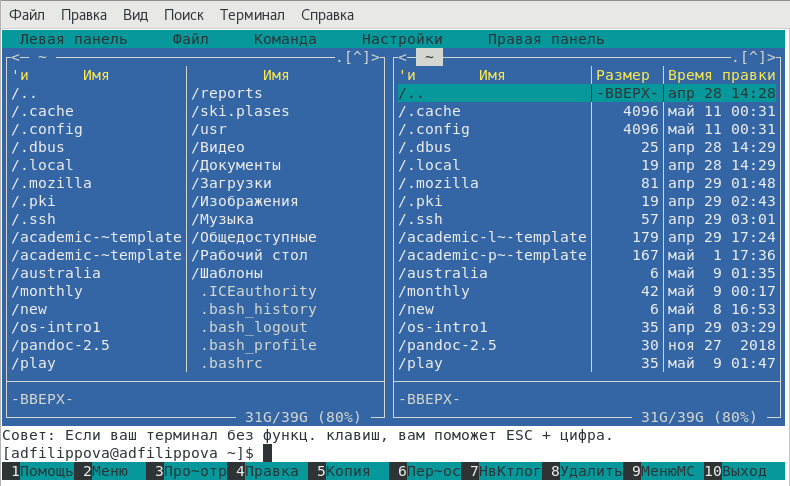 Файл Правка Вид Поиск Терминал Справка
Левая панель Файл Команда Настройки Правая панель
<─ ~ .[^]> <─ ~ .[^]>
'и Имя Имя 'и Имя Размер Время правки
/.. /reports /.. -ВВЕРХ- апр 28 14:28
/.cache /ski.plases /.cache 4096 май 11 00:31
/.config /usr /.config 4096 май 11 00:31
/.dbus /Видео /.dbus 25 апр 28 14:29
/.local /Документы /.local 19 апр 28 14:29
/.mozilla /Загрузки /.mozilla 81 апр 29 01:48
/.pki /Изображения /.pki 19 апр 29 02:43
/.ssh /Музыка /.ssh 57 апр 29 03:01
/academic-~template /Общедоступные /academic-l~-template 179 апр 29 17:24
/academic-~template /Рабочий стол /academic-p~-template 167 май 1 17:36
/australia /Шаблоны /australia 6 май 9 01:35
/monthly .ICEauthority /monthly 42 май 9 00:17
/new .bash_history /new 6 май 8 16:53
/os-intro1 .bash_logout /os-intro1 35 апр 29 03:29
/pandoc-2.5 .bash_profile /pandoc-2.5 30 ноя 27 2018
/play .bashrc /play 35 май 9 01:47
-ВВЕРХ- -ВВЕРХ-
31G/39G (80%) 31G/39G (80%)
Совет: Если ваш терминал без функц. клавиш, вам поможет ESC + цифра.
[adfilippova@adfilippova ~]$
1Помощь 2Меню 3Про~отр 4Правка 5Копия 6Пер~ос 7НвКтлог 8Удалить 9МенюМС 10Выход